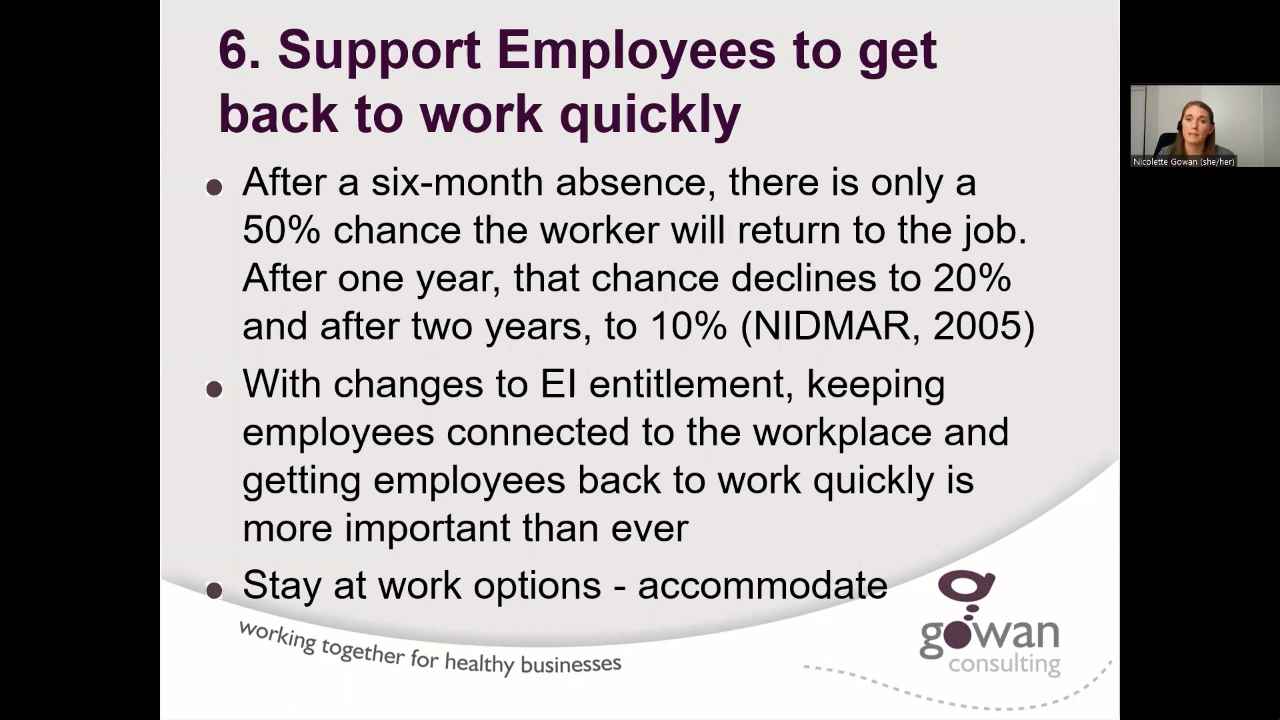 6. Support Employees to get
back to work quickly
After a six-month absence, there is only a
50% chance the worker will return to the job.
After one year, that chance declines to 20%
and after two years, to 10% (NIDMAR, 2005)
With changes to EI entitlement, keeping
employees connected to the workplace and
getting employees back to work quickly is
more important than ever
Stay at work options - accommodate
working together for healthy businesses
gowan
consulting
Nicolette Gowan (she/her)